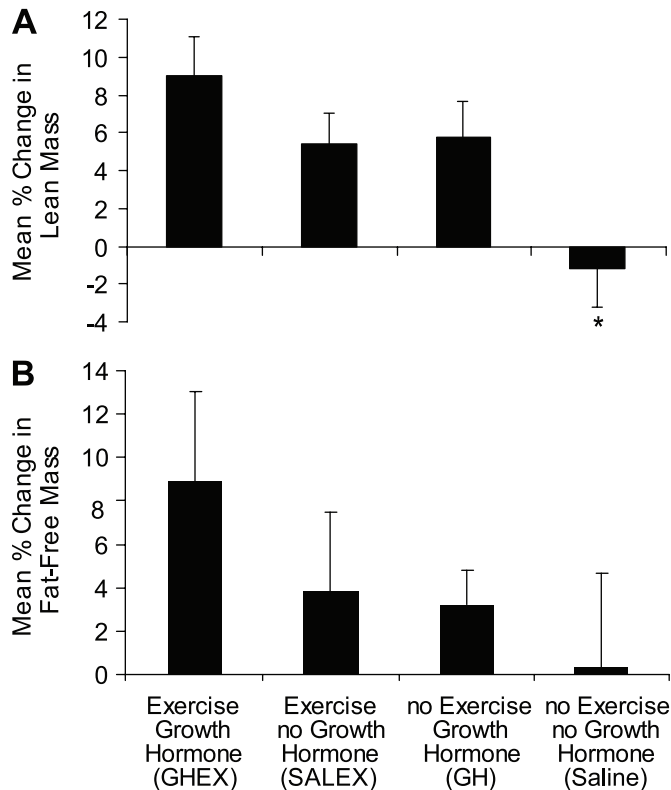 A
Mean % Change in
Lean Mass
12
10
8
6
4
2
0
-2
-4
*
B
Mean % Change in
Fat-Free Mass
14
12
10
8
6
4
2
0
Exercise
Growth
Hormone
(GHEX)
Exercise
no Growth
Hormone
(SALEX)
no Exercise
Growth
Hormone
(GH)
no Exercise
no Growth
Hormone
(Saline)